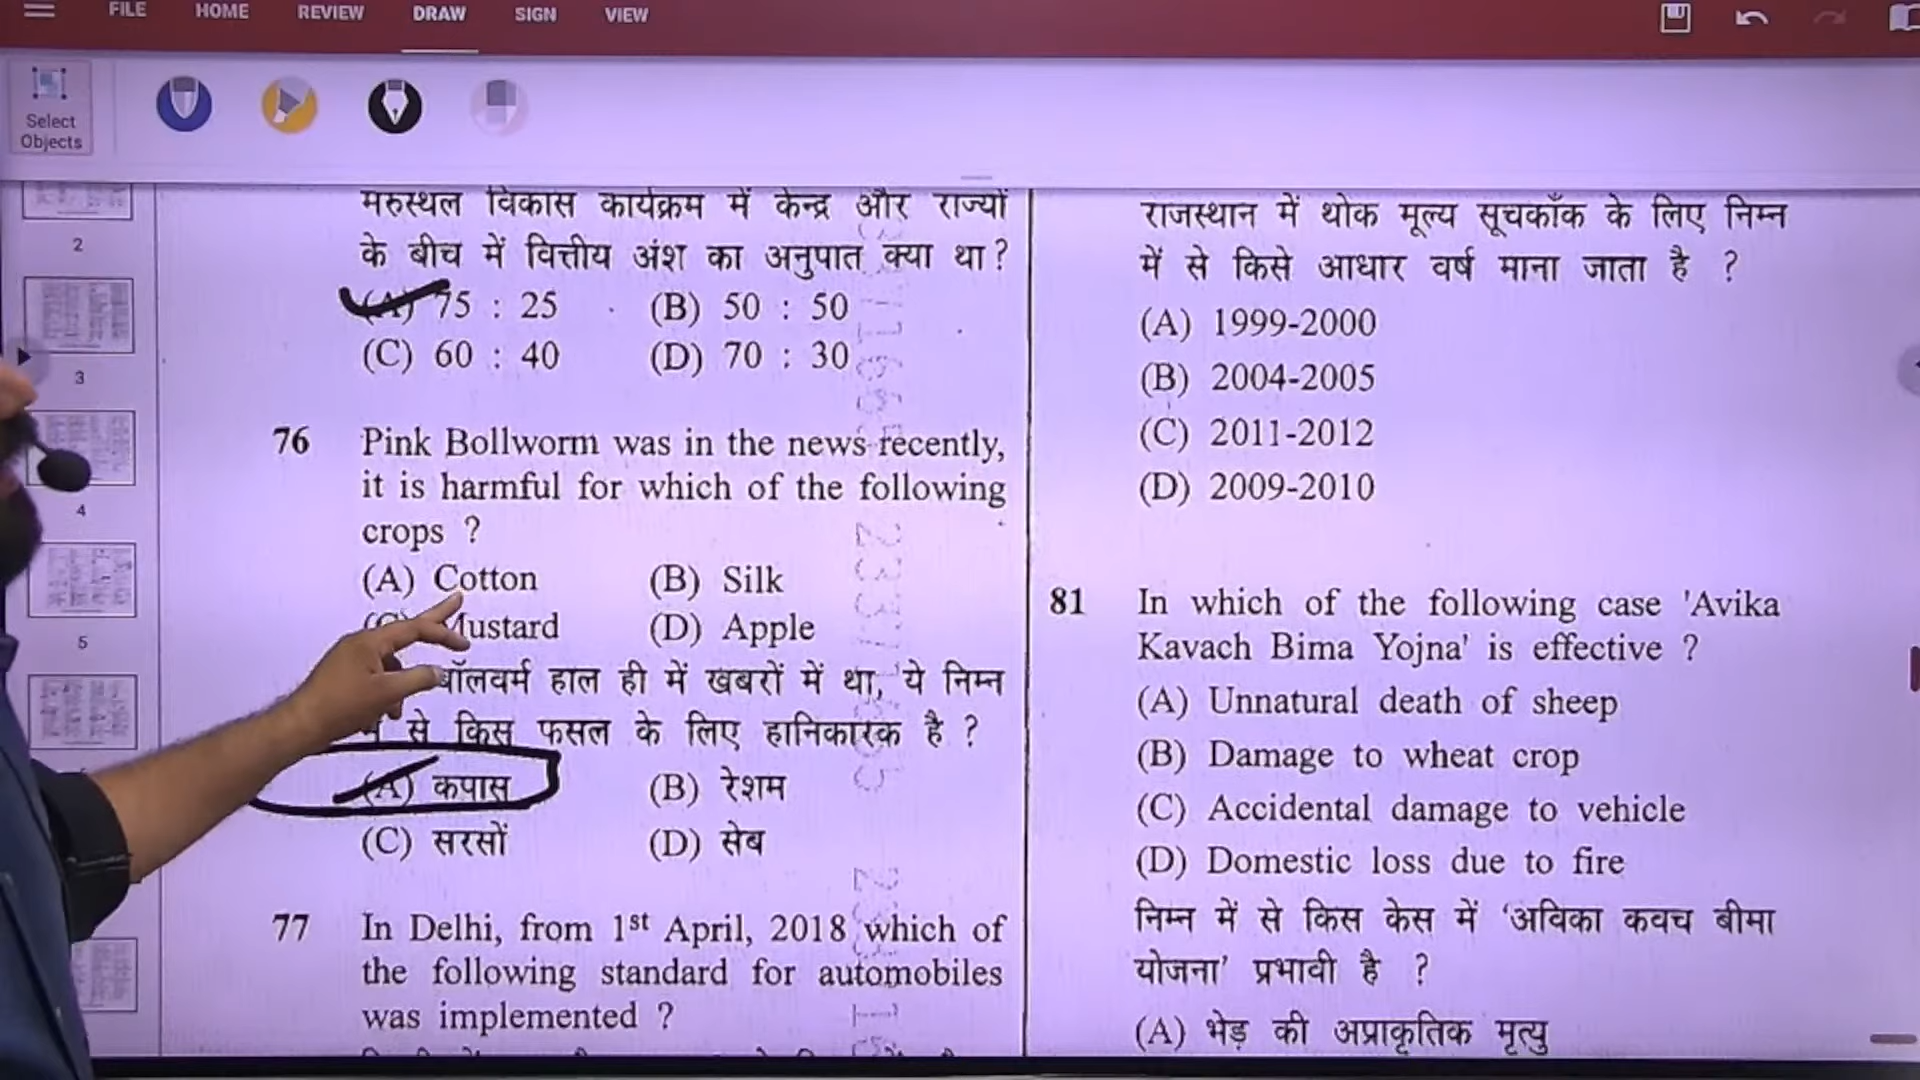 FILE HOME REVIEW DRAW SIGN VIEW
Select
Objects
2
3
4
5
मरुस्थल विकास कार्यक्रम में केन्द्र और राज्यों
के बीच में वित्तीय अंश का अनुपात क्या था ?
(A) 75 : 25 (B) 50 : 50
(C) 60 : 40 (D) 70 : 30
76 Pink Bollworm was in the news recently,
it is harmful for which of the following
crops ?
(A) Cotton (B) Silk
(C) Mustard (D) Apple
बॉलवर्म हाल ही में खबरों में था, ये निम्न
से किस फसल के लिए हानिकारक है ?
(A) कपास (B) रेशम
(C) सरसों (D) सेब
77 In Delhi, from 1st April, 2018 which of
the following standard for automobiles
was implemented ?
राजस्थान में थोक मूल्य सूचकाँक के लिए निम्न
में से किसे आधार वर्ष माना जाता है ?
(A) 1999-2000
(B) 2004-2005
(C) 2011-2012
(D) 2009-2010
81 In which of the following case 'Avika
Kavach Bima Yojna' is effective ?
(A) Unnatural death of sheep
(B) Damage to wheat crop
(C) Accidental damage to vehicle
(D) Domestic loss due to fire
निम्न में से किस केस में ‘अविका कवच बीमा
योजना’ प्रभावी है ?
(A) भेड़ की अप्राकृतिक मृत्यु